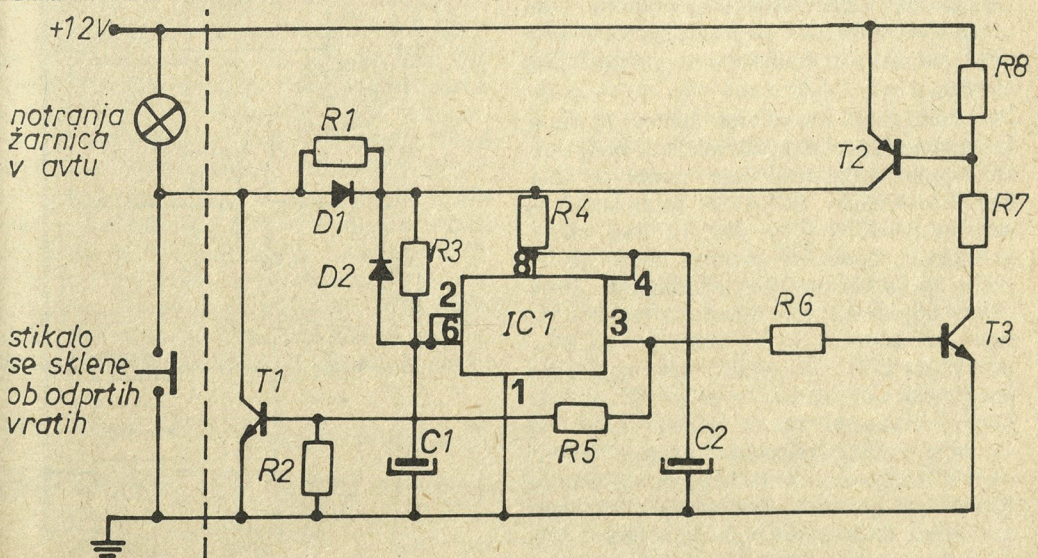 +12V
notranja
žarnica
v avtu
stikalo
se sklene
ob odprtih
vratih
R1
D1
D2
R3
R4
8
4
2
6
IC1
3
1
T1
R2
C1
R5
C2
R6
T2
R8
R7
T3